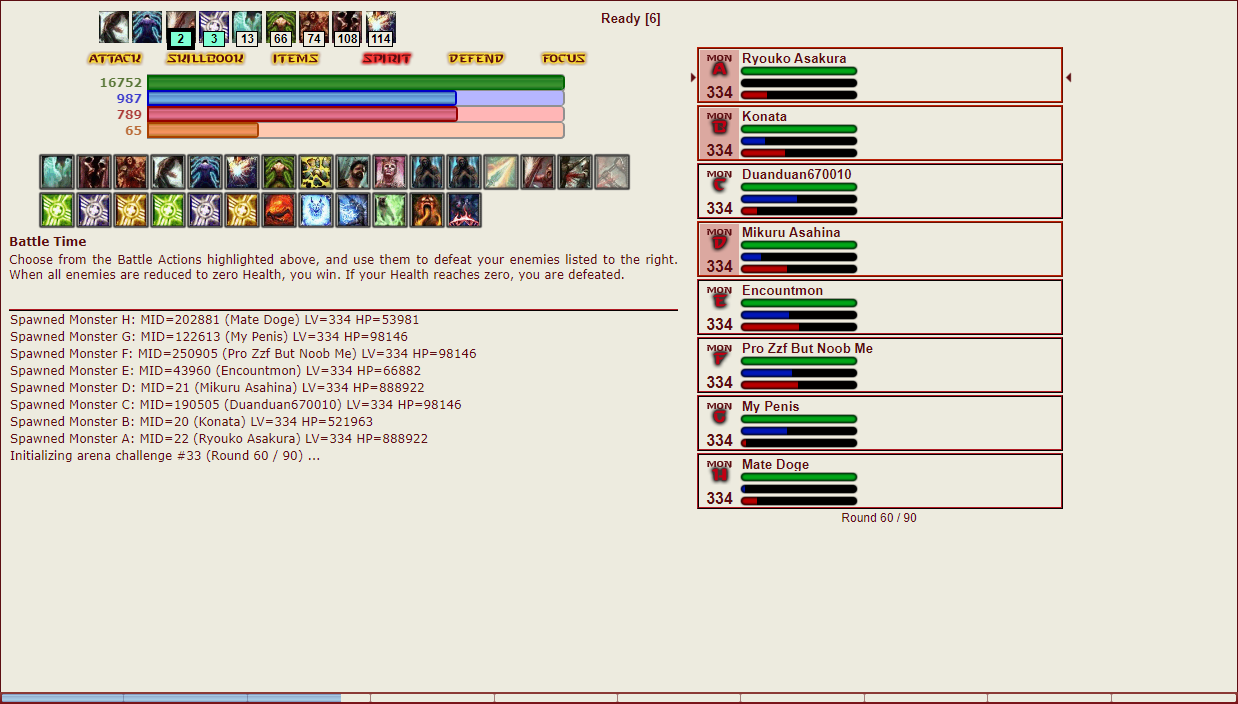 Ready [6]
2 3 13 66 74 108 114
ATTACK SKILLBOOK ITEMS SPIRIT DEFEND FOCUS
16752
987
789
65
Battle Time
Choose from the Battle Actions highlighted above, and use them to defeat your enemies listed to the right.
When all enemies are reduced to zero Health, you win. If your Health reaches zero, you are defeated.
Spawned Monster H: MID=202881 (Mate Doge) LV=334 HP=53981
Spawned Monster G: MID=122613 (My Penis) LV=334 HP=98146
Spawned Monster F: MID=250905 (Pro Zzf But Noob Me) LV=334 HP=98146
Spawned Monster E: MID=43960 (Encountmon) LV=334 HP=66882
Spawned Monster D: MID=21 (Mikuru Asahina) LV=334 HP=888922
Spawned Monster C: MID=190505 (Duanduan670010) LV=334 HP=98146
Spawned Monster B: MID=20 (Konata) LV=334 HP=521963
Spawned Monster A: MID=22 (Ryouko Asakura) LV=334 HP=888922
Initializing arena challenge #33 (Round 60 / 90) ...
MON Ryouko Asakura
A
334
MON Konata
B
334
MON Duanduan670010
C
334
MON Mikuru Asahina
D
334
MON Encountmon
E
334
MON Pro Zzf But Noob Me
F
334
MON My Penis
G
334
MON Mate Doge
H
334
Round 60 / 90